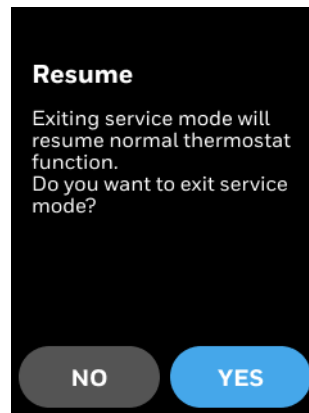 Resume
Exiting service mode will
resume normal thermostat
function.
Do you want to exit service
mode?
NO
YES